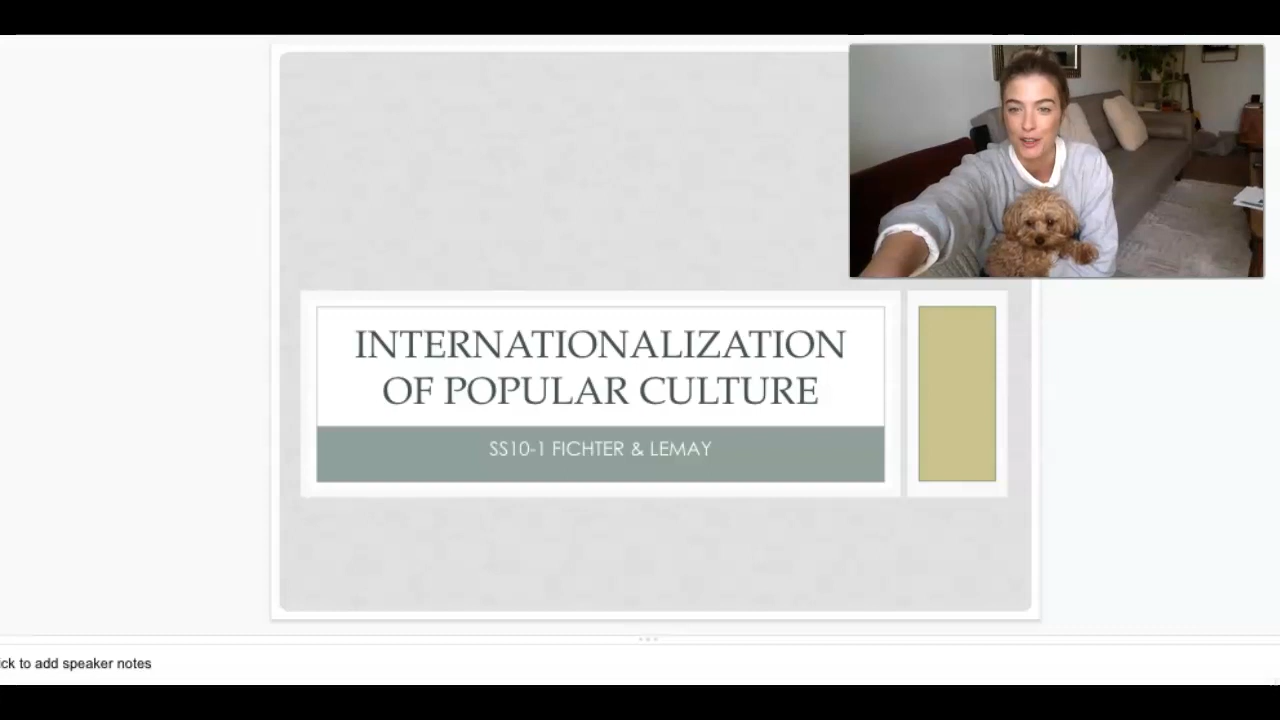 INTERNATIONALIZATION
OF POPULAR CULTURE
SS10-1 FICHTER & LEMAY
ck to add speaker notes